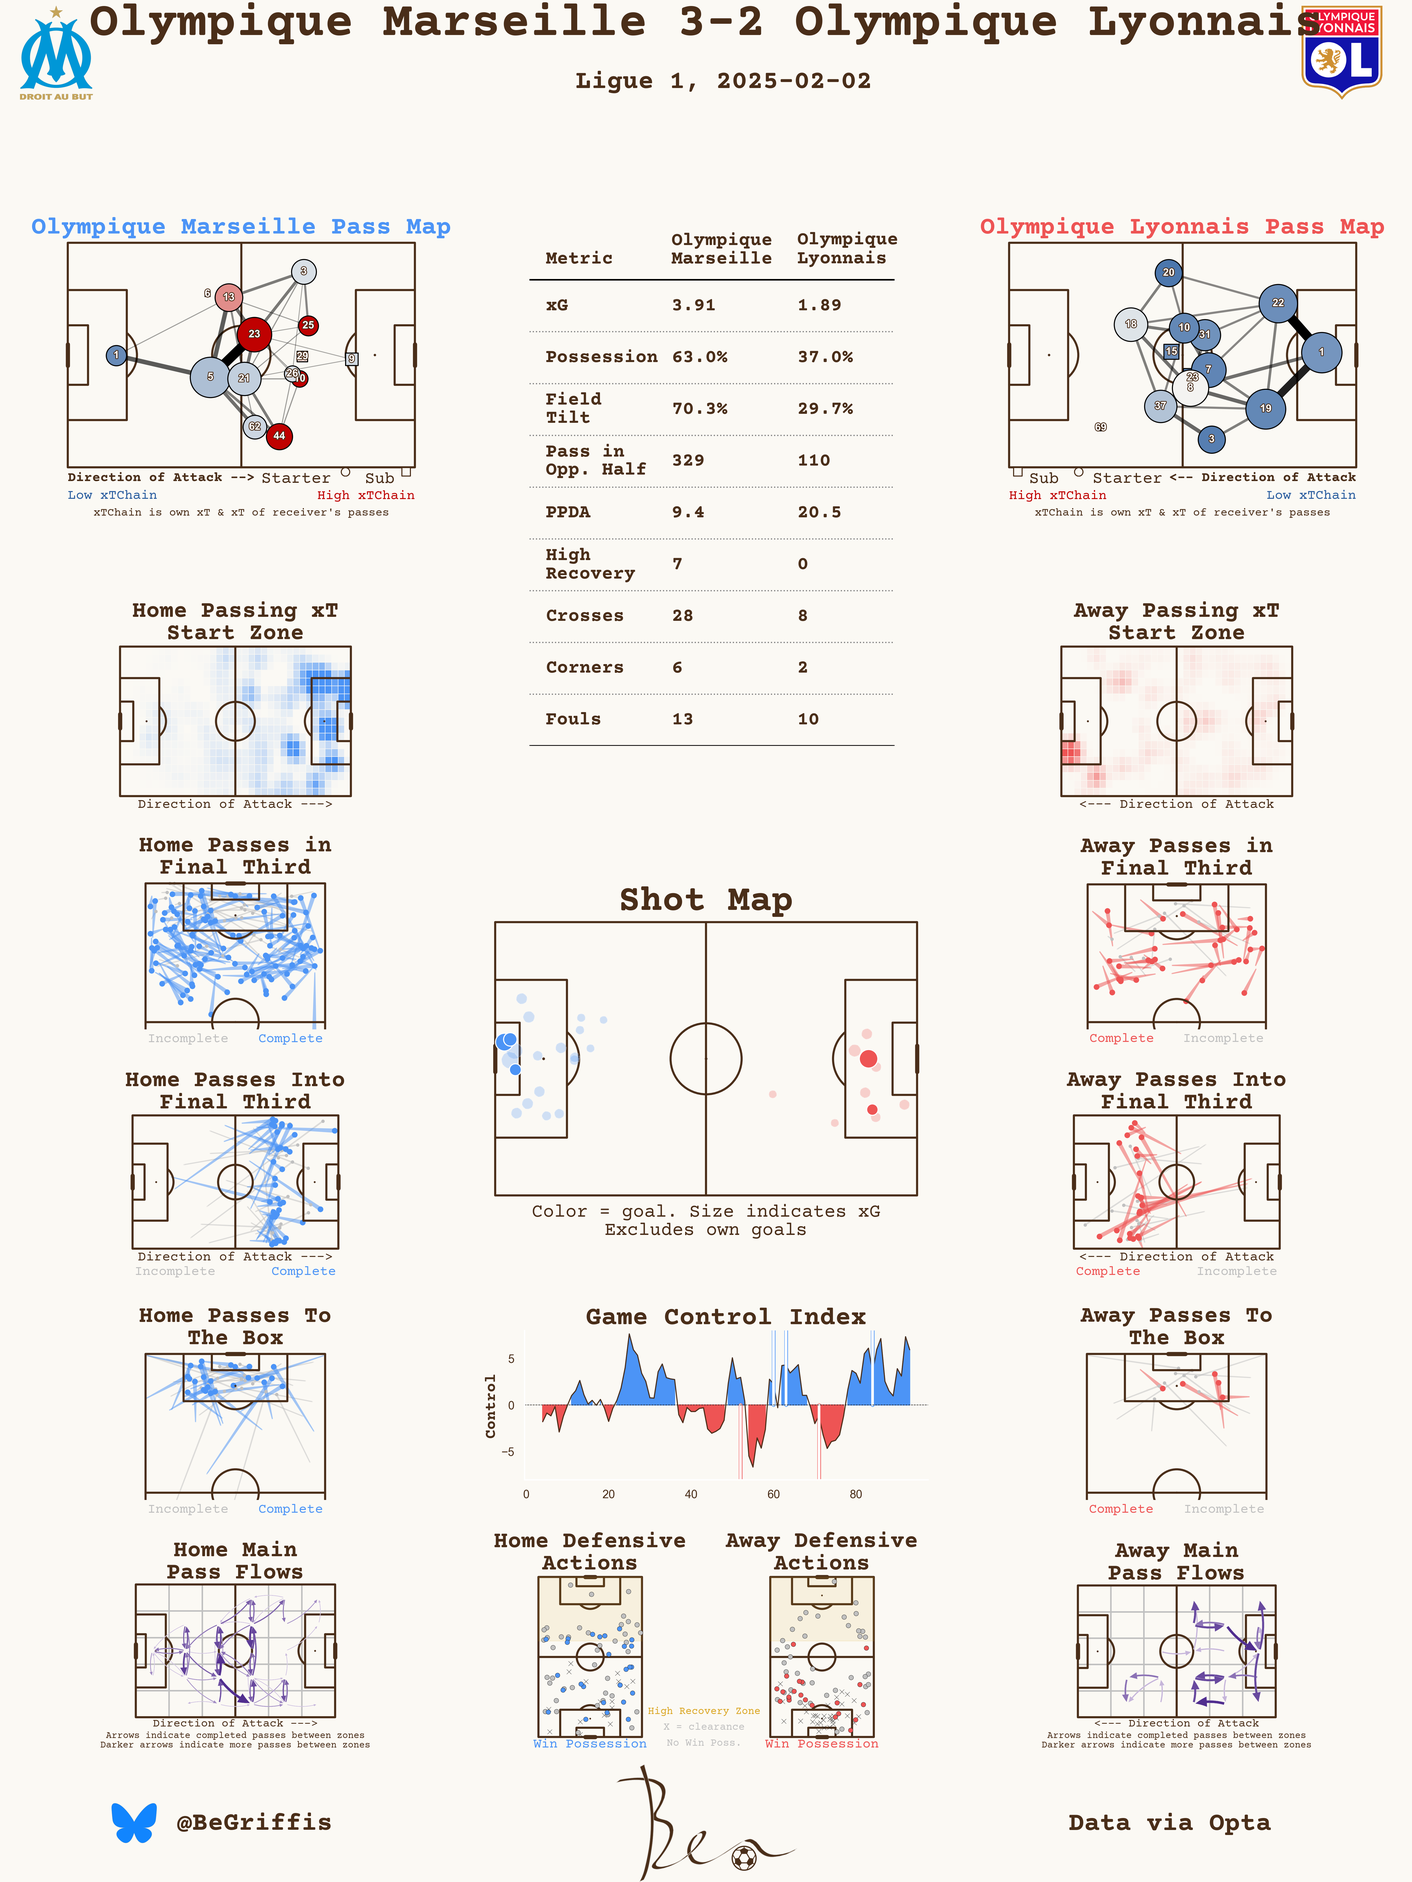 Olympique Marseille 3-2 Olympique Lyonnais
Ligue 1, 2025-02-02
DROIT AU BUT
OLYMPIQUE
LYONNAIS
OL
Olympique Marseille Pass Map
3
6
13
25
23
1
29
9
5
21
26
10
62
44
Direction of Attack --> Starter Sub
Low xTChain High xTChain
xTChain is own xT & xT of receiver's passes
Metric Olympique Marseille Olympique Lyonnais
xG 3.91 1.89
Possession 63.0% 37.0%
Field Tilt 70.3% 29.7%
Pass in Opp. Half 329 110
PPDA 9.4 20.5
High Recovery 7 0
Crosses 28 8
Corners 6 2
Fouls 13 10
Olympique Lyonnais Pass Map
20
22
18
10
31
15
1
7
23
8
37
19
69
3
Sub Starter <-- Direction of Attack
High xTChain Low xTChain
xTChain is own xT & xT of receiver's passes
Home Passing xT
Start Zone
Direction of Attack --->
Away Passing xT
Start Zone
<--- Direction of Attack
Home Passes in
Final Third
Incomplete Complete
Away Passes in
Final Third
Complete Incomplete
Shot Map
Color = goal. Size indicates xG
Excludes own goals
Home Passes Into
Final Third
Direction of Attack --->
Incomplete Complete
Away Passes Into
Final Third
<--- Direction of Attack
Complete Incomplete
Home Passes To
The Box
Incomplete Complete
Game Control Index
Control
5
0
−5
0 20 40 60 80
Away Passes To
The Box
Complete Incomplete
Home Main
Pass Flows
Direction of Attack --->
Arrows indicate completed passes between zones
Darker arrows indicate more passes between zones
Home Defensive
Actions
Win Possession
Away Defensive
Actions
Win Possession
High Recovery Zone
X = clearance
No Win Poss.
Away Main
Pass Flows
<--- Direction of Attack
Arrows indicate completed passes between zones
Darker arrows indicate more passes between zones
@BeGriffis
Ben
Data via Opta